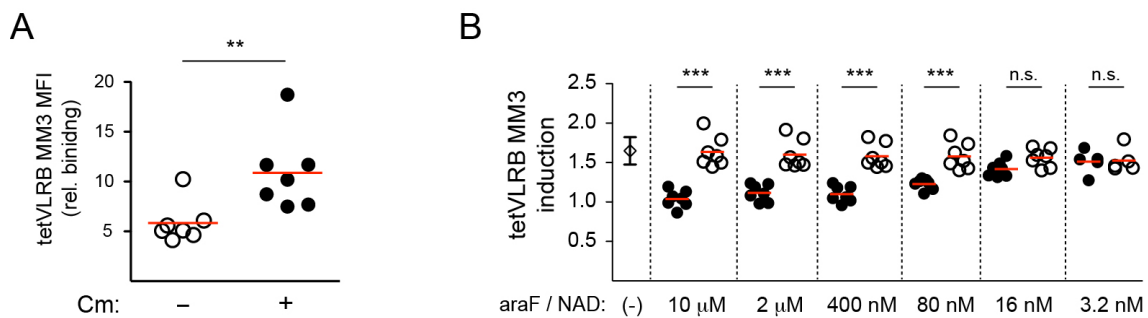 A
**
tetVLRB MM3 MFI
(rel. binidng)
20
15
10
5
Cm:
–
+
B
tetVLRB MM3
induction
2.5
2.0
1.5
1.0
0.5
***
***
***
***
n.s.
n.s.
araF / NAD:
(-)
10 µM
2 µM
400 nM
80 nM
16 nM
3.2 nM